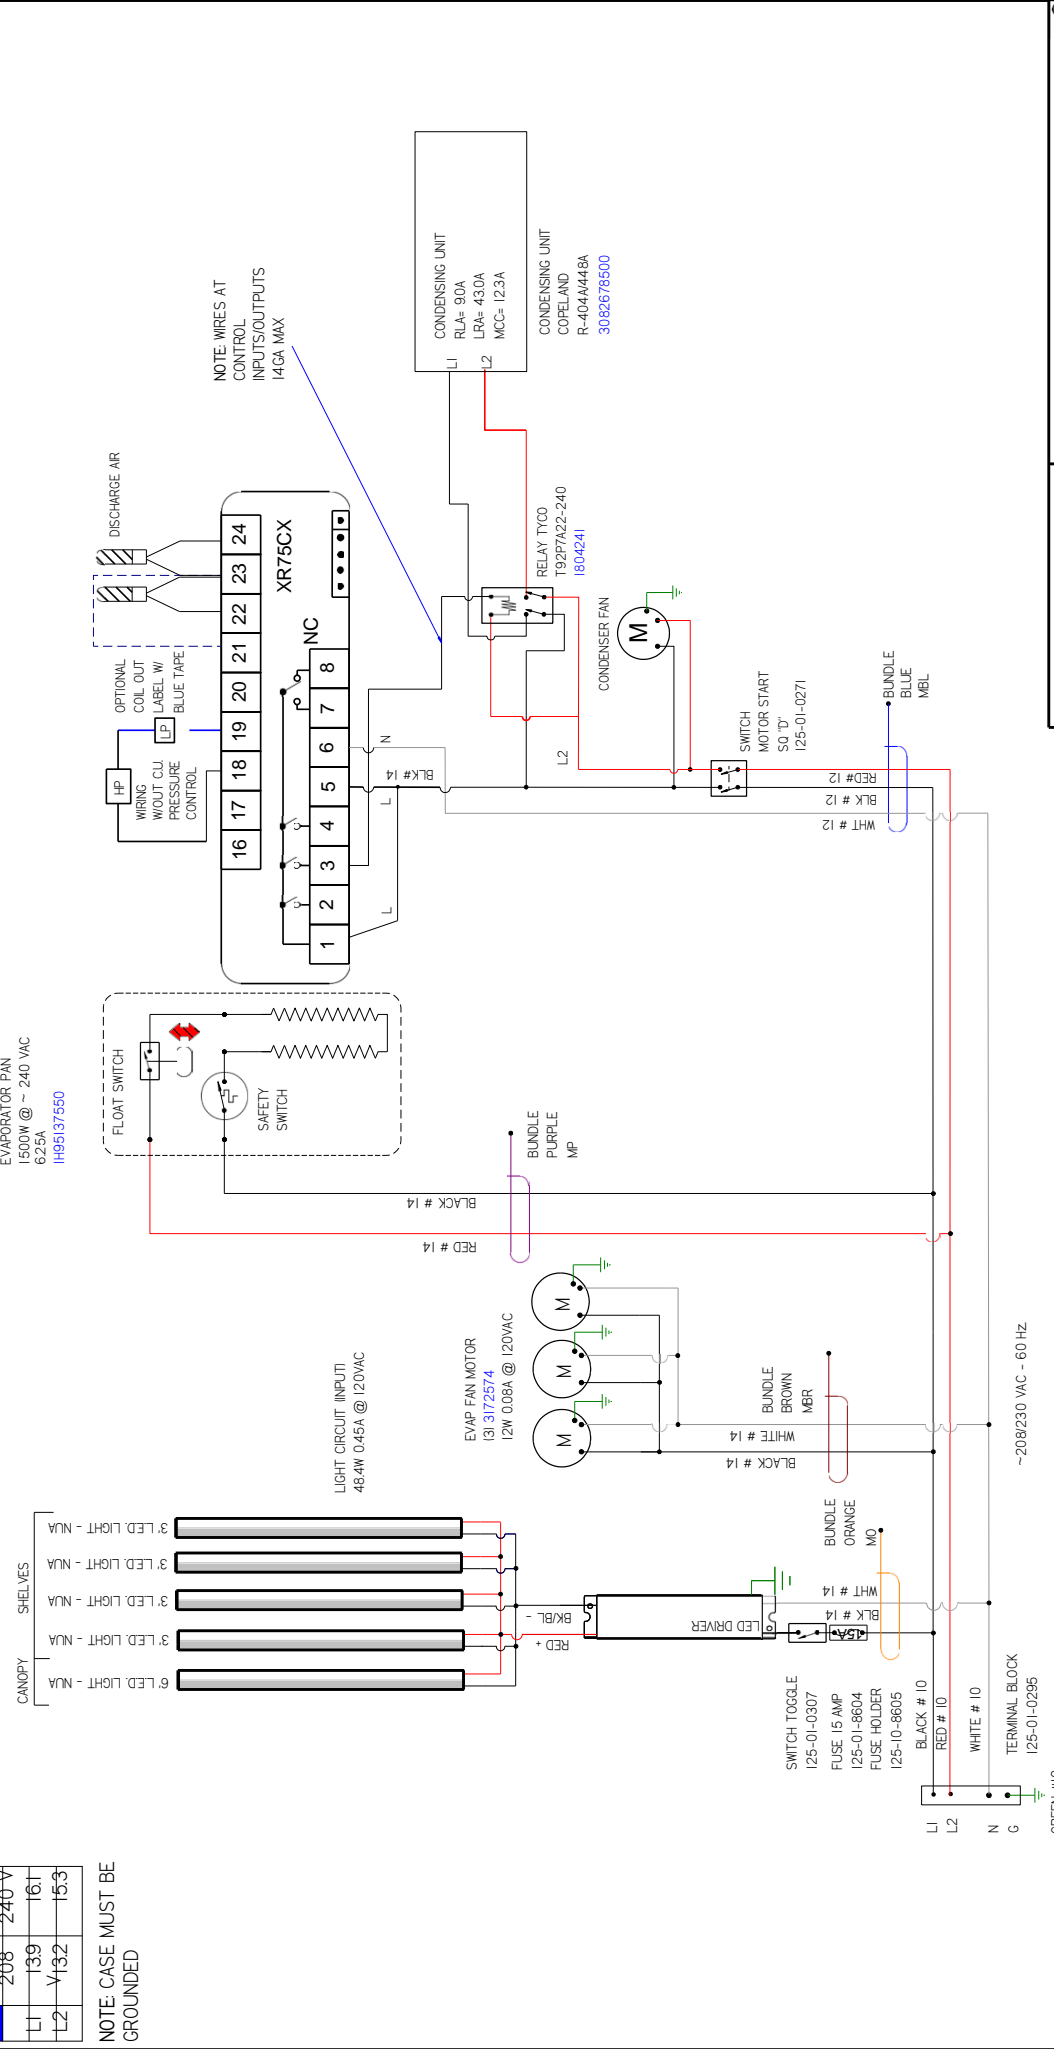 EVAPORATOR PAN
1500W @ ~ 240 VAC
6.25A
1H95137550
FLOAT SWITCH
SAFETY
SWITCH
OPTIONAL
COIL OUT
LABEL W/
BLUE TAPE
HP
LP
WIRING
W/OUT C.U.
PRESSURE
CONTROL
DISCHARGE AIR
16 17 18 19 20 21 22 23 24
XR75CX
NC
1 2 3 4 5 6 7 8
NOTE: WIRES AT
CONTROL
INPUTS/OUTPUTS
14GA MAX
L
L
N
BLK# 14
CONDENSING UNIT
RLA= 9.0A
LRA= 43.0A
MCC= 12.3A
L1
L2
CONDENSING UNIT
COPELAND
R-404A/448A
3082678500
RELAY TYCO
T92P7A22-240
1804241
CONDENSER FAN
M
L2
SWITCH
MOTOR START
SQ "D"
125-01-0271
RED# 12
BLK # 12
WHT # 12
BUNDLE
BLUE
MBL
BLACK # 14
RED # 14
BUNDLE
PURPLE
MP
CANOPY
SHELVES
6' L.E.D. LIGHT - NUA
3' L.E.D. LIGHT - NUA
3' L.E.D. LIGHT - NUA
3' L.E.D. LIGHT - NUA
3' L.E.D. LIGHT - NUA
LIGHT CIRCUIT (INPUT)
48.4W 0.45A @ 120VAC
EVAP FAN MOTOR
(3) 3172574
12W 0.08A @ 120VAC
M
M
M
WHITE # 14
BLACK # 14
BUNDLE
BROWN
MBR
RED +
BK/BL -
LED DRIVER
WHT # 14
BLK # 14
15A
BUNDLE
ORANGE
MO
SWITCH TOGGLE
125-01-0307
FUSE 15 AMP
125-01-8604
FUSE HOLDER
125-10-8605
BLACK # 10
RED # 10
WHITE # 10
TERMINAL BLOCK
125-01-0295
~208/230 VAC - 60 Hz
L1
L2
N
G
208 V 240 V
L1 13.9 16.1
L2 13.2 15.3
NOTE: CASE MUST BE
GROUNDED